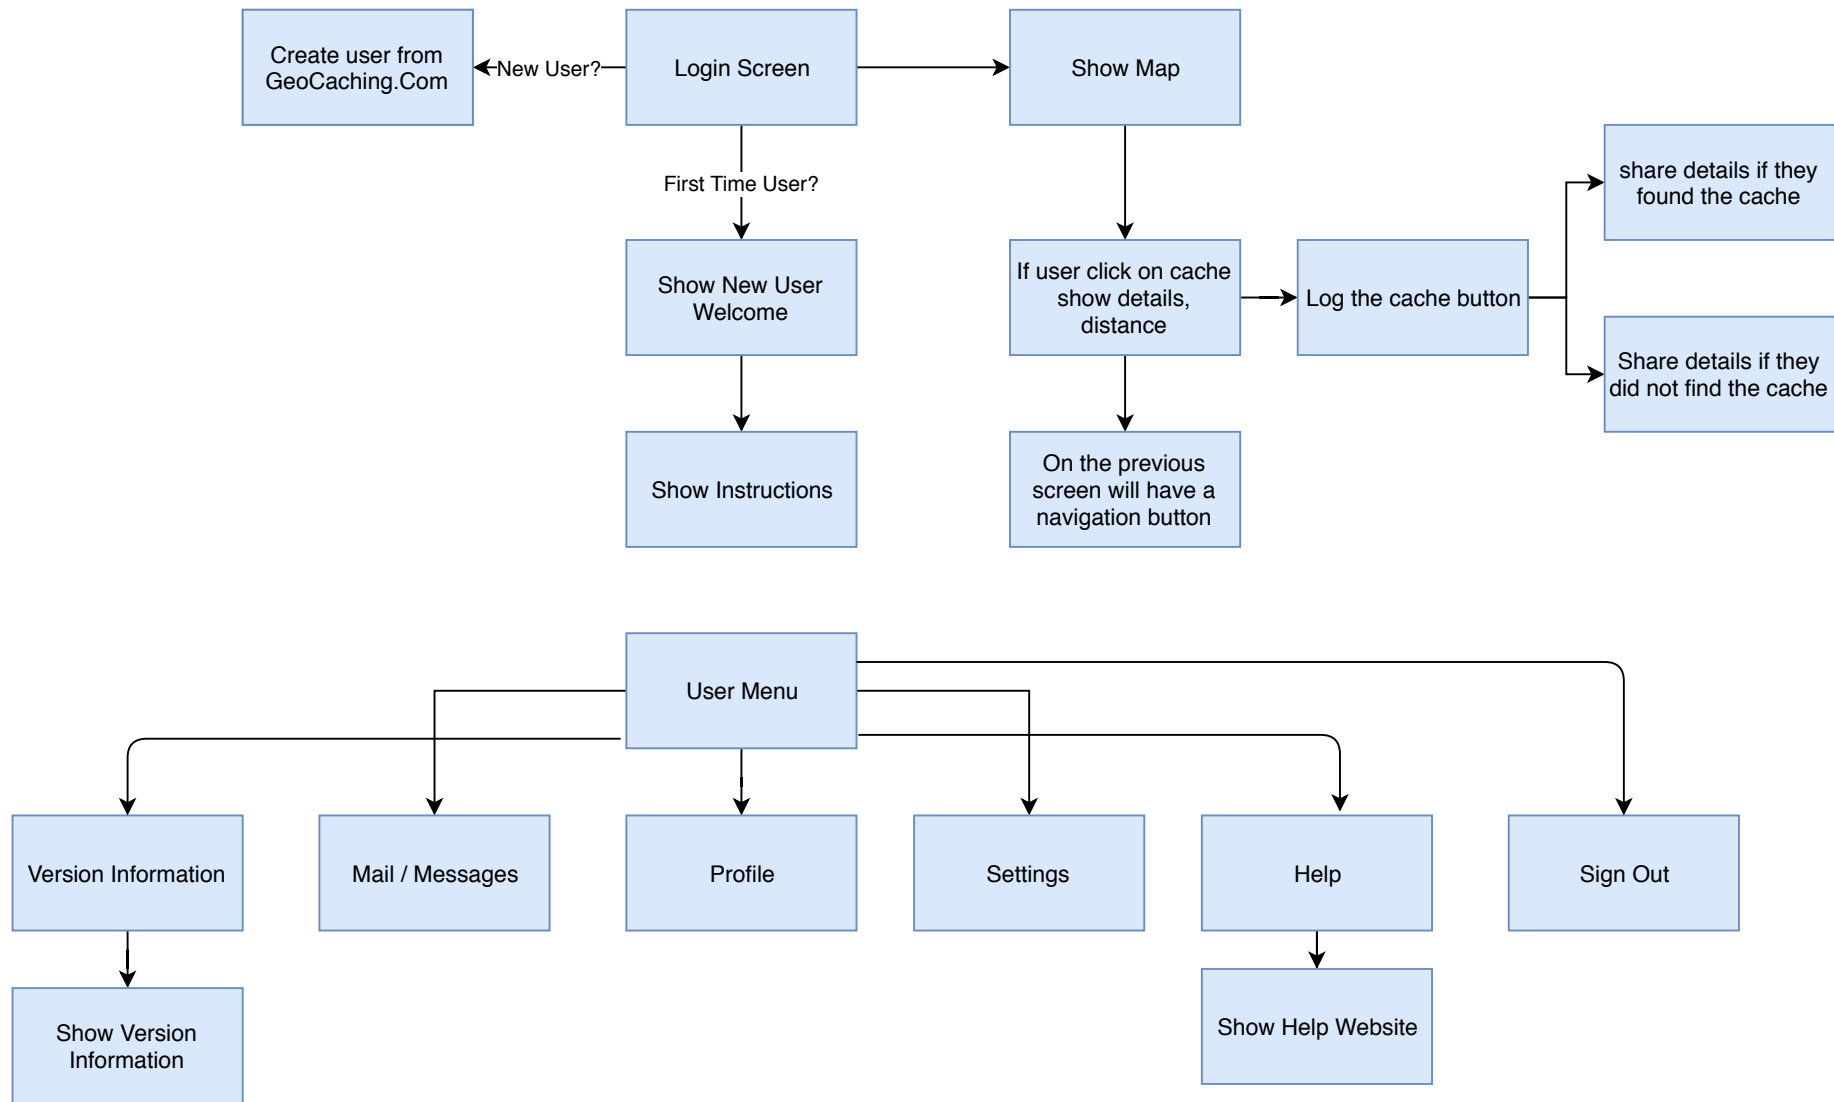 Create user from
GeoCaching.Com
New User?
Login Screen
Show Map
First Time User?
share details if they
found the cache
Show New User
Welcome
If user click on cache
show details,
distance
Log the cache button
Share details if they
did not find the cache
Show Instructions
On the previous
screen will have a
navigation button
User Menu
Version Information
Mail / Messages
Profile
Settings
Help
Sign Out
Show Version
Information
Show Help Website